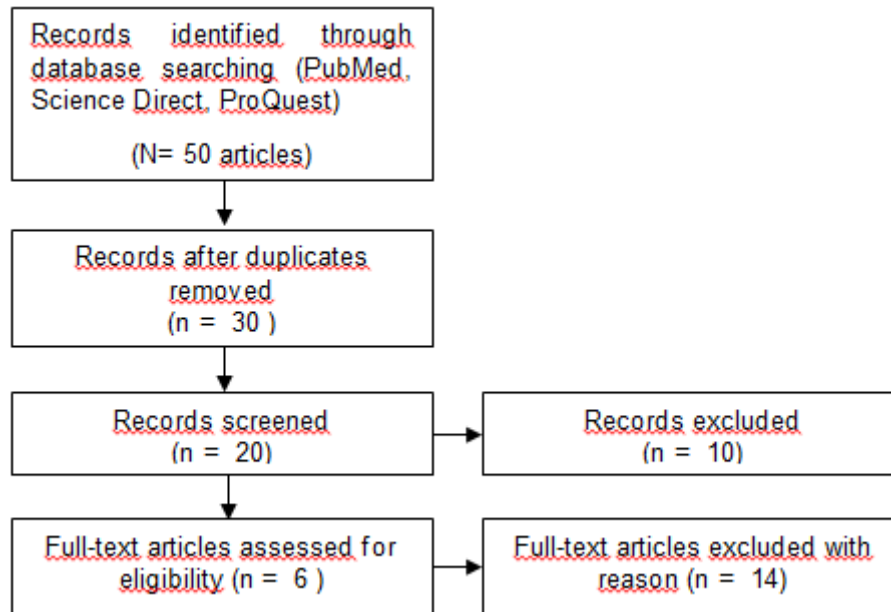 Records identified through
database searching (PubMed,
Science Direct, ProQuest)
(N= 50 articles)
Records after duplicates
removed
(n = 30 )
Records screened
(n = 20)
Records excluded
(n = 10)
Full-text articles assessed for
eligibility (n = 6 )
Full-text articles excluded with
reason (n = 14)